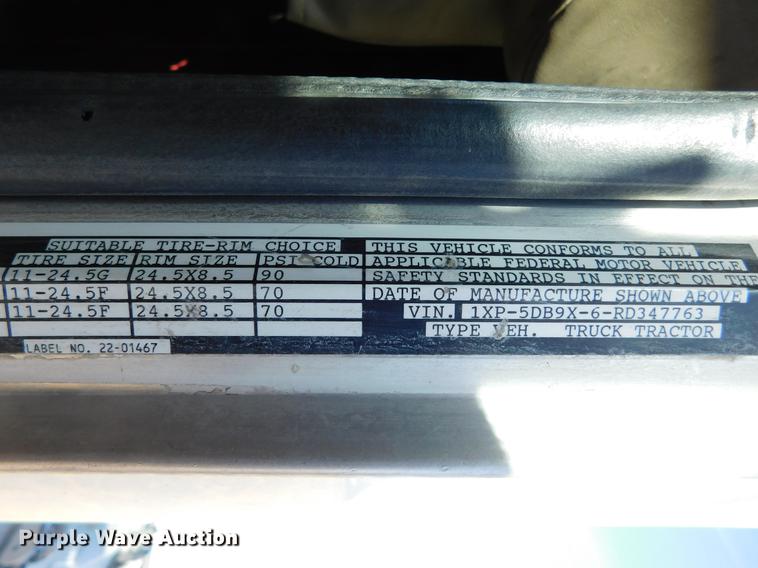 SUITABLE TIRE-RIM CHOICE
TIRE SIZE RIM SIZE PSI COLD
11-24.5G 24.5X8.5 90
11-24.5F 24.5X8.5 70
11-24.5F 24.5X8.5 70
THIS VEHICLE CONFORMS TO ALL
APPLICABLE FEDERAL MOTOR VEHICLE
SAFETY STANDARDS IN EFFECT ON THE
DATE OF MANUFACTURE SHOWN ABOVE
VIN. 1XP-5DB9X-6-RD347763
TYPE VEH. TRUCK TRACTOR
LABEL NO. 22-01467
Purple Wave Auction